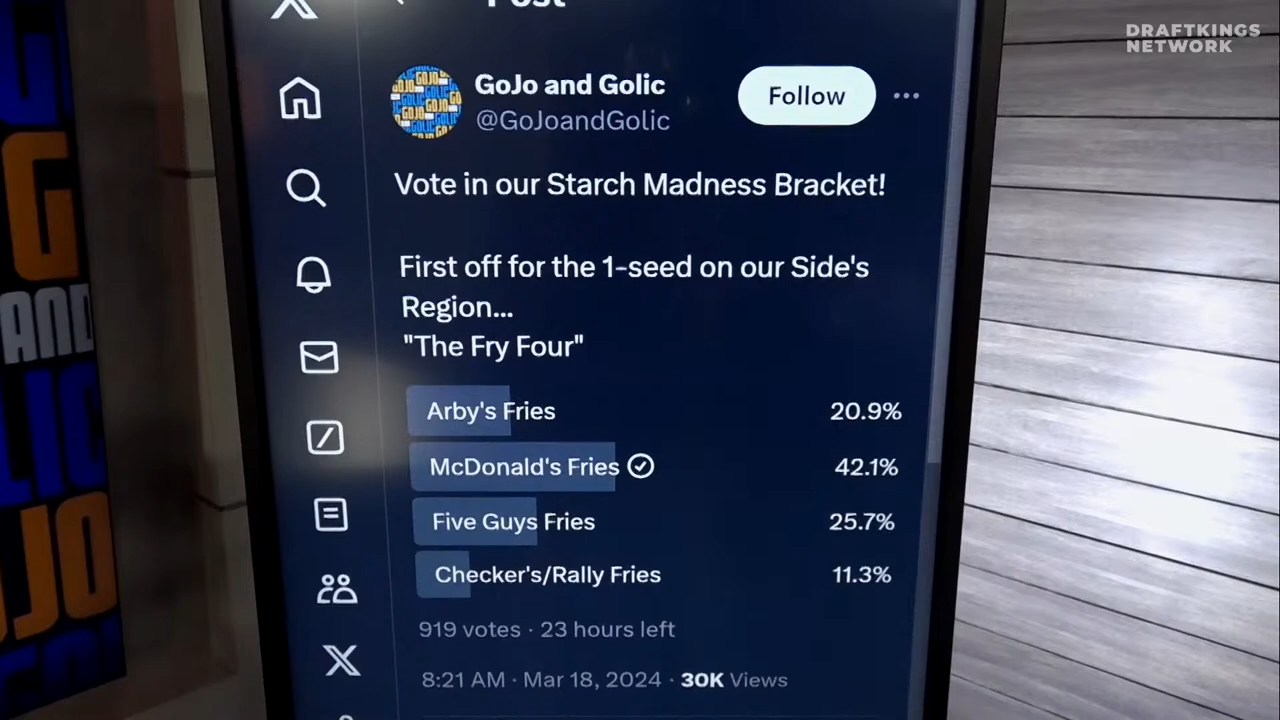 DRAFTKINGS
NETWORK
Post
GoJo and Golic
@GoJoandGolic
Follow
Vote in our Starch Madness Bracket!
First off for the 1-seed on our Side's
Region...
"The Fry Four"
Arby's Fries 20.9%
McDonald's Fries 42.1%
Five Guys Fries 25.7%
Checker's/Rally Fries 11.3%
919 votes · 23 hours left
8:21 AM · Mar 18, 2024 · 30K Views
AND